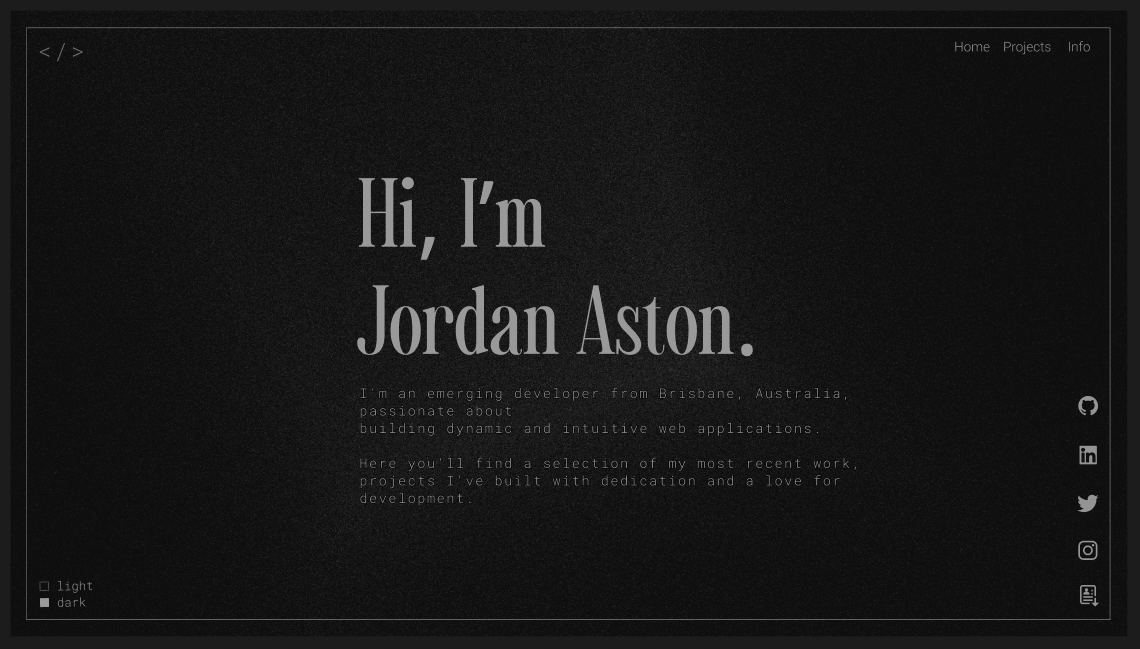 </>
Home Projects Info
Hi, I'm
Jordan Aston.
I'm an emerging developer from Brisbane, Australia,
passionate about
building dynamic and intuitive web applications.
Here you'll find a selection of my most recent work,
projects I've built with dedication and a love for
development.
in
light
dark